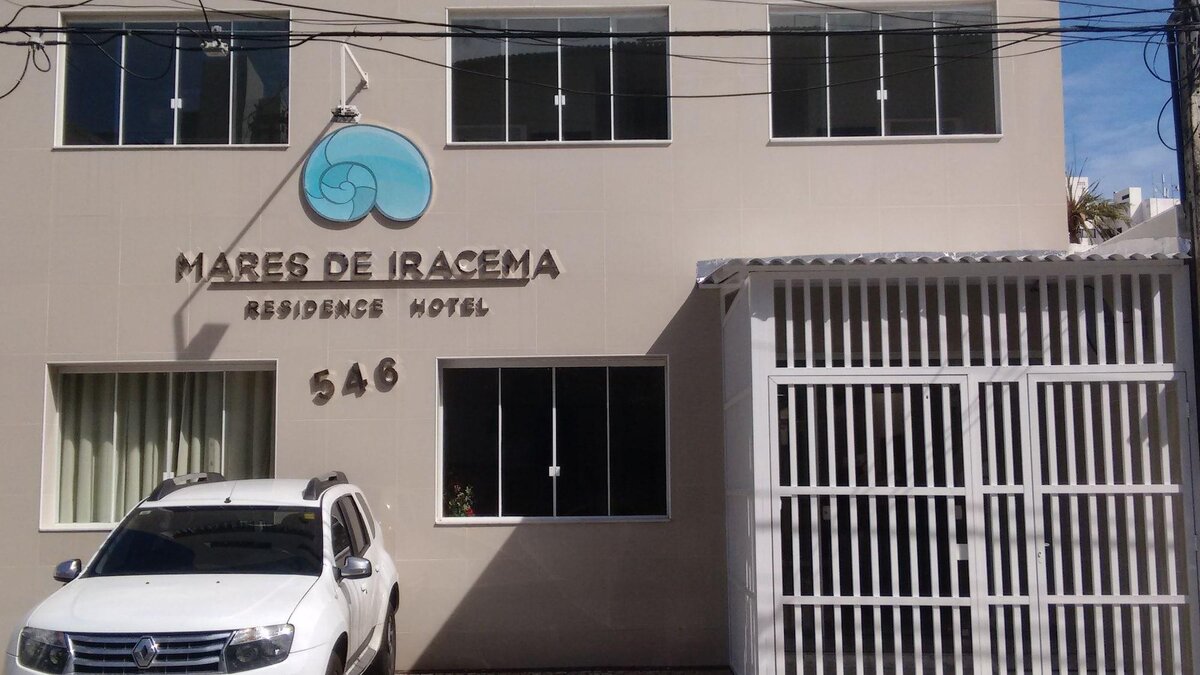 MARES DE IRACEMA
RESIDENCE HOTEL
546